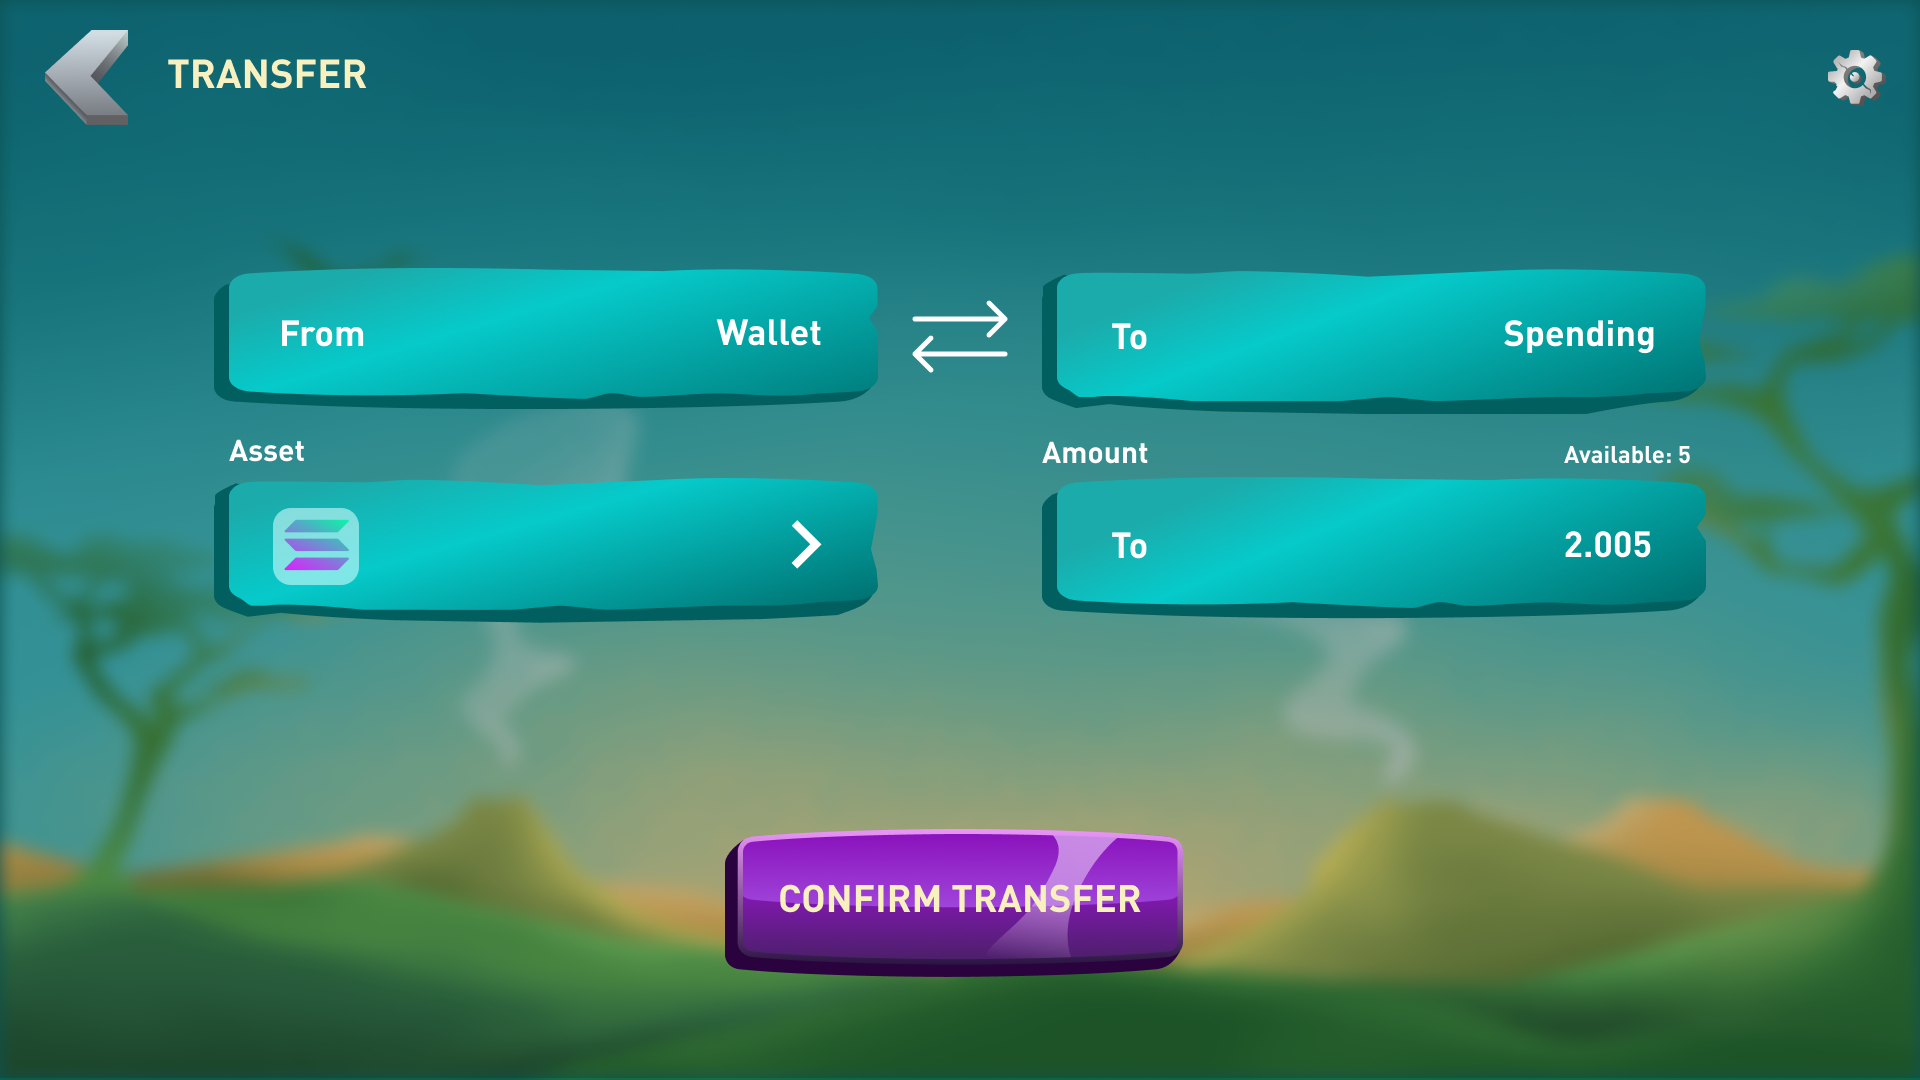 TRANSFER
From Wallet
To Spending
Asset
Amount Available: 5
To 2.005
CONFIRM TRANSFER